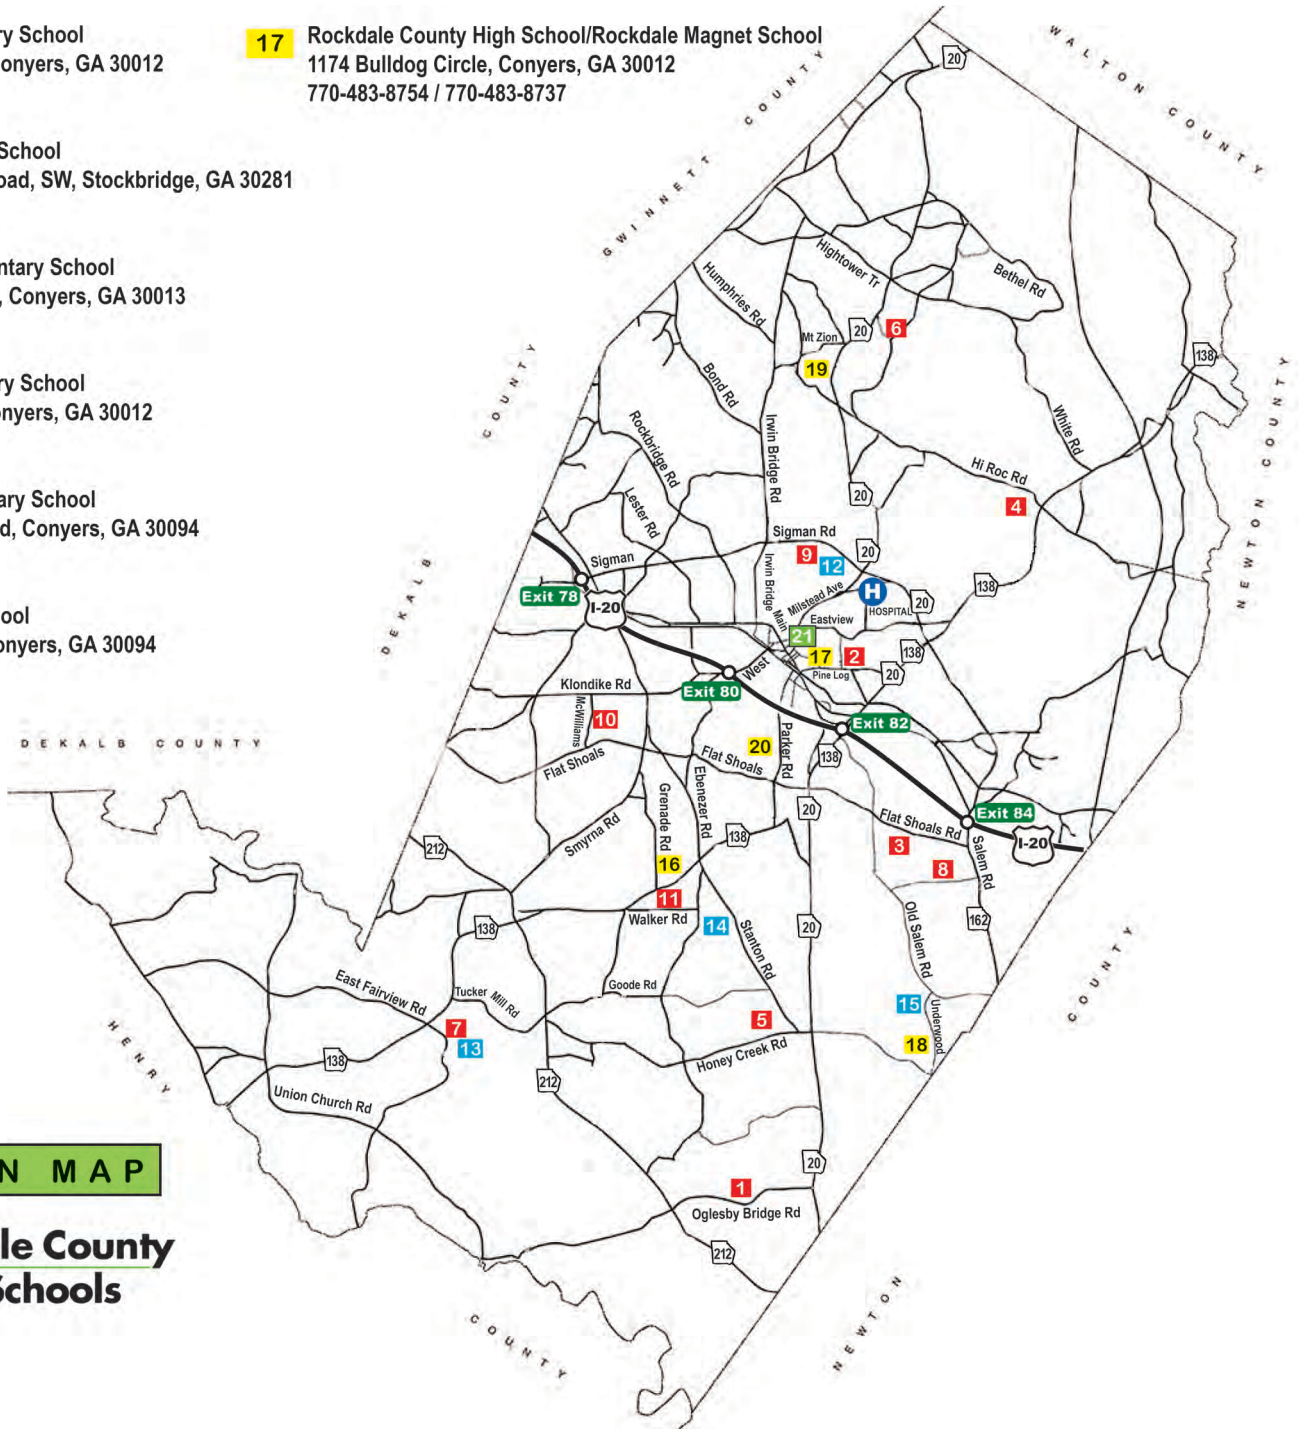 ry School
onyers, GA 30012
17 Rockdale County High School/Rockdale Magnet School
1174 Bulldog Circle, Conyers, GA 30012
770-483-8754 / 770-483-8737
School
oad, SW, Stockbridge, GA 30281
ntary School
, Conyers, GA 30013
ry School
onyers, GA 30012
ary School
d, Conyers, GA 30094
ool
onyers, GA 30094
WALTON COUNTY
GWINNETT COUNTY
20
Hightower Tr
Bethel Rd
Humphries Rd
Mt Zion
20
6
138
19
Bond Rd
White Rd
NEWTON COUNTY
DEKALB COUNTY
Rockbridge Rd
Irwin Bridge Rd
Hi Roc Rd
Lester Rd
20
4
Sigman Rd
Sigman
9
12
20
Irwin Bridge
Exit 78
I-20
Milstead Ave
H
HOSPITAL
20
138
Main
Eastview
21
17
2
138
West
Pine Log
20
Klondike Rd
Exit 80
McWilliams
10
Exit 82
20
Parker Rd
138
DEKALB COUNTY
Flat Shoals
Flat Shoals
Ebenezer Rd
Grenade Rd
20
Exit 84
Flat Shoals Rd
I-20
Smyrna Rd
138
212
3
16
8
Salem Rd
11
Walker Rd
14
138
20
162
Stanton Rd
Old Salem Rd
East Fairview Rd
Tucker Mill Rd
Goode Rd
15
Underwood
7
13
5
18
Honey Creek Rd
138
212
HENRY
COUNTY
Union Church Rd
N MAP
20
1
Oglesby Bridge Rd
le County
Schools
212
COUNTY
NEWTON